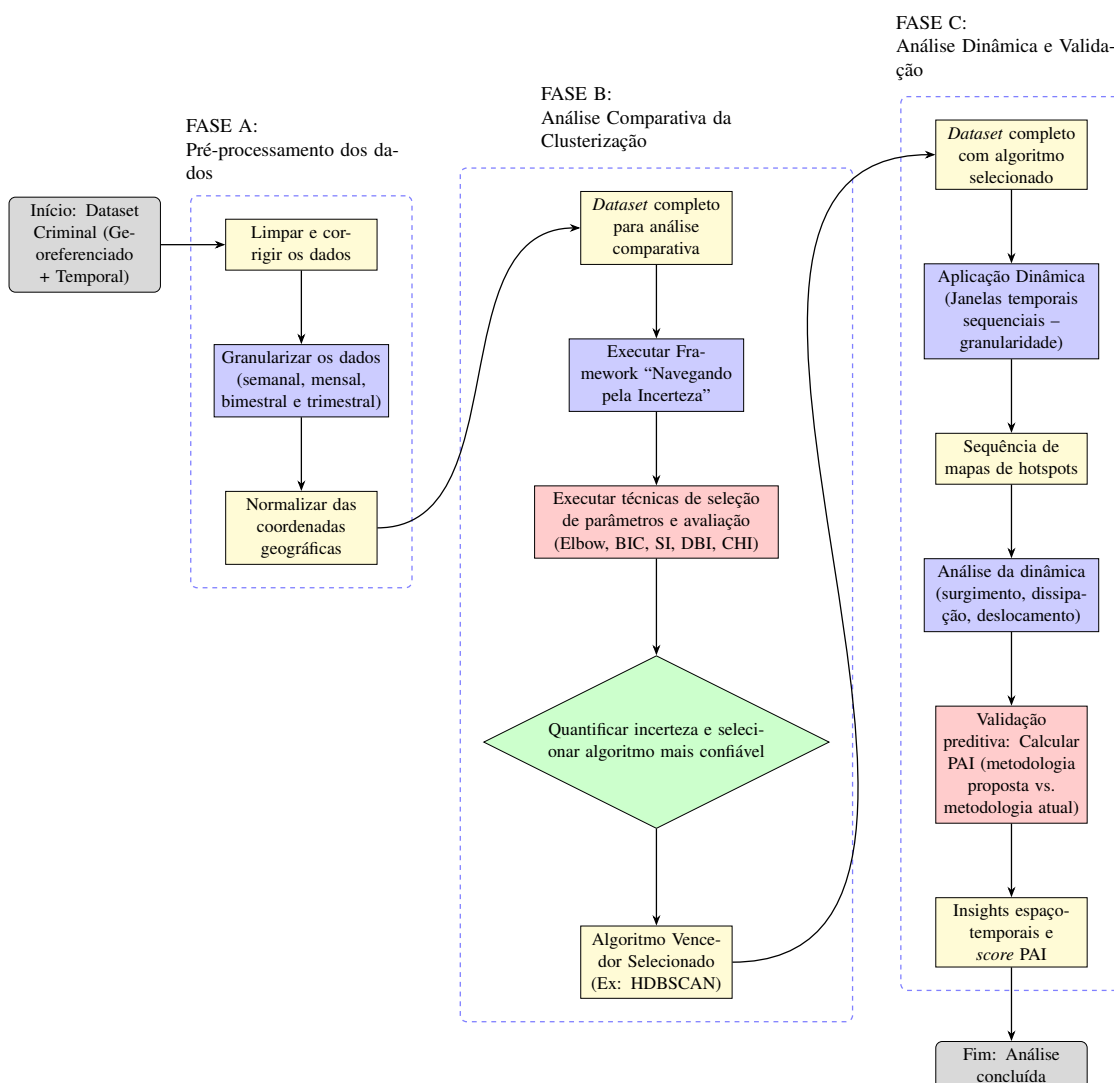 Início: Dataset
Criminal (Ge-
oreferenciado
+ Temporal)
FASE A:
Pré-processamento dos da-
dos
Limpar e cor-
rigir os dados
Granularizar os dados
(semanal, mensal,
bimestral e trimestral)
Normalizar das
coordenadas
geográficas
FASE B:
Análise Comparativa da
Clusterização
Dataset completo
para análise
comparativa
Executar Fra-
mework “Navegando
pela Incerteza”
Executar técnicas de seleção
de parâmetros e avaliação
(Elbow, BIC, SI, DBI, CHI)
Quantificar incerteza e seleci-
onar algoritmo mais confiável
Algoritmo Vence-
dor Selecionado
(Ex: HDBSCAN)
FASE C:
Análise Dinâmica e Valida-
ção
Dataset completo
com algoritmo
selecionado
Aplicação Dinâmica
(Janelas temporais
sequenciais –
granularidade)
Sequência de
mapas de hotspots
Análise da dinâmica
(surgimento, dissipa-
ção, deslocamento)
Validação
preditiva: Calcular
PAI (metodologia
proposta vs.
metodologia atual)
Insights espaço-
temporais e
score PAI
Fim: Análise
concluída